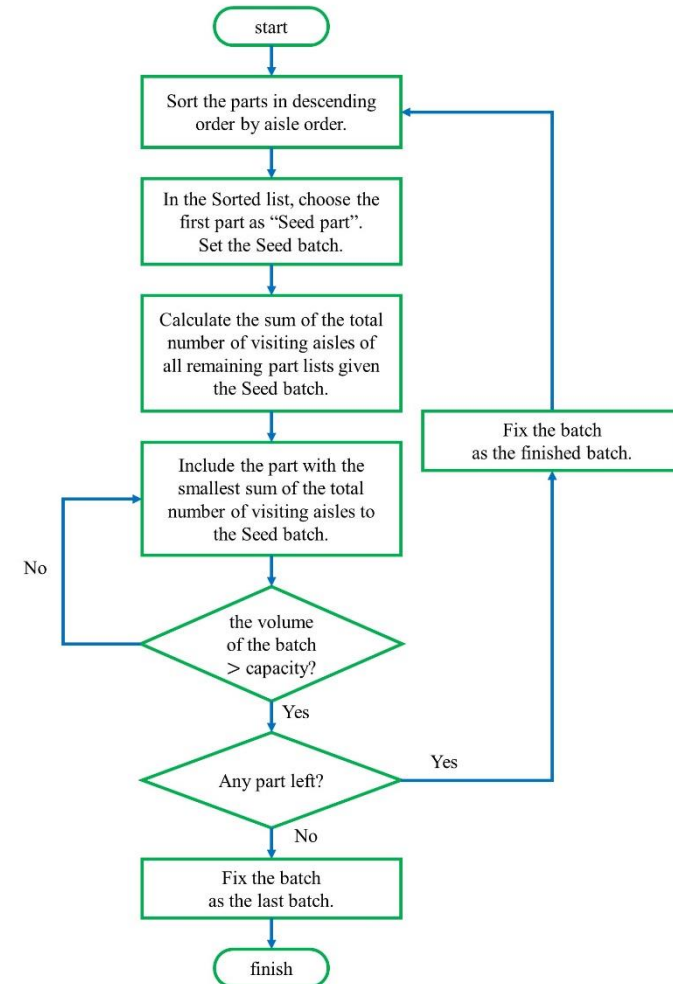 start
Sort the parts in descending
order by aisle order.
In the Sorted list, choose the
first part as “Seed part”.
Set the Seed batch.
Calculate the sum of the total
number of visiting aisles of
all remaining part lists given
the Seed batch.
Fix the batch
as the finished batch.
Include the part with the
smallest sum of the total
number of visiting aisles to
the Seed batch.
No
the volume
of the batch
> capacity?
Yes
Any part left?
Yes
No
Fix the batch
as the last batch.
finish